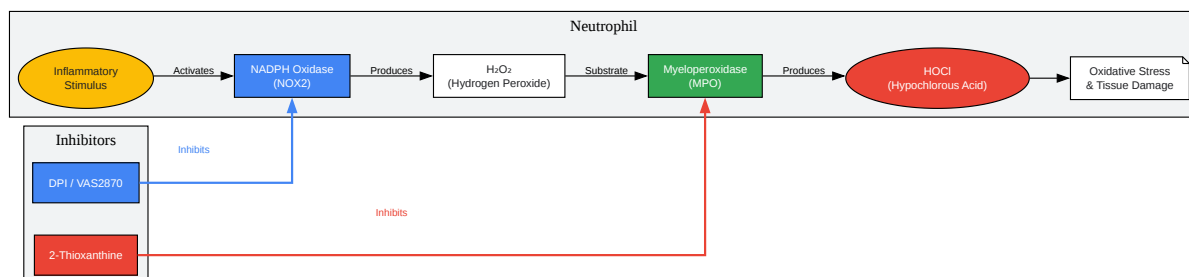 Neutrophil
Inflammatory
Stimulus
Activates
NADPH Oxidase
(NOX2)
Produces
H₂O₂
(Hydrogen Peroxide)
Substrate
Myeloperoxidase
(MPO)
Produces
HOCl
(Hypochlorous Acid)
Oxidative Stress
& Tissue Damage
Inhibitors
Inhibits
DPI / VAS2870
Inhibits
2-Thioxanthine